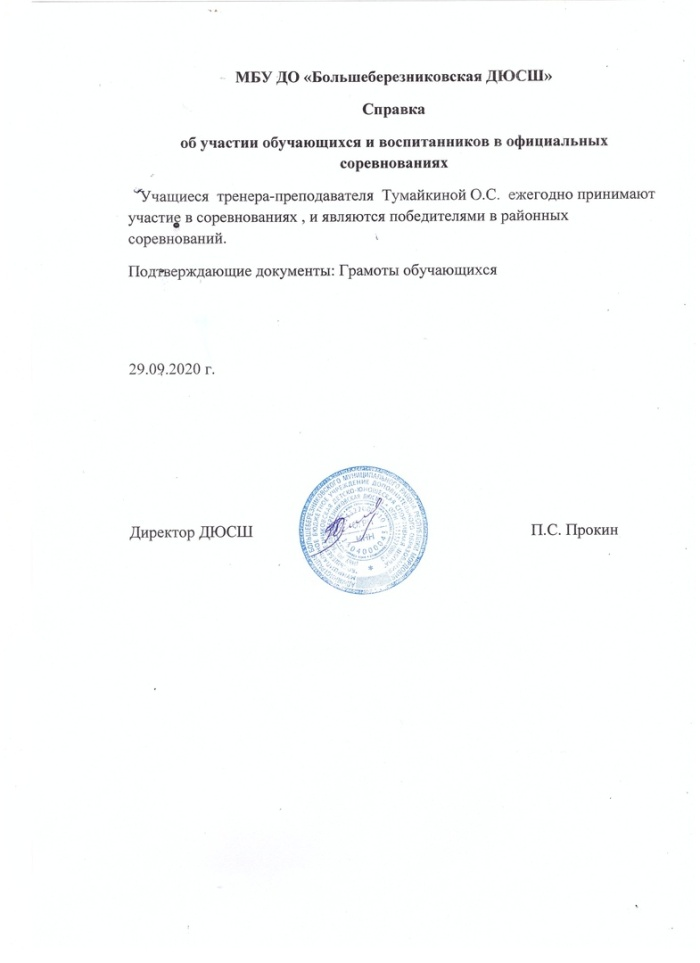 МБУ ДО «Большеберезниковская ДЮСШ»
Справка
об участии обучающихся и воспитанников в официальных
соревнованиях
Учащиеся тренера-преподавателя Тумайкиной О.С. ежегодно принимают
участие в соревнованиях , и являются победителями в районных
соревнований.
Подтверждающие документы: Грамоты обучающихся
29.09.2020 г.
Директор ДЮСШ
П.С. Прокин